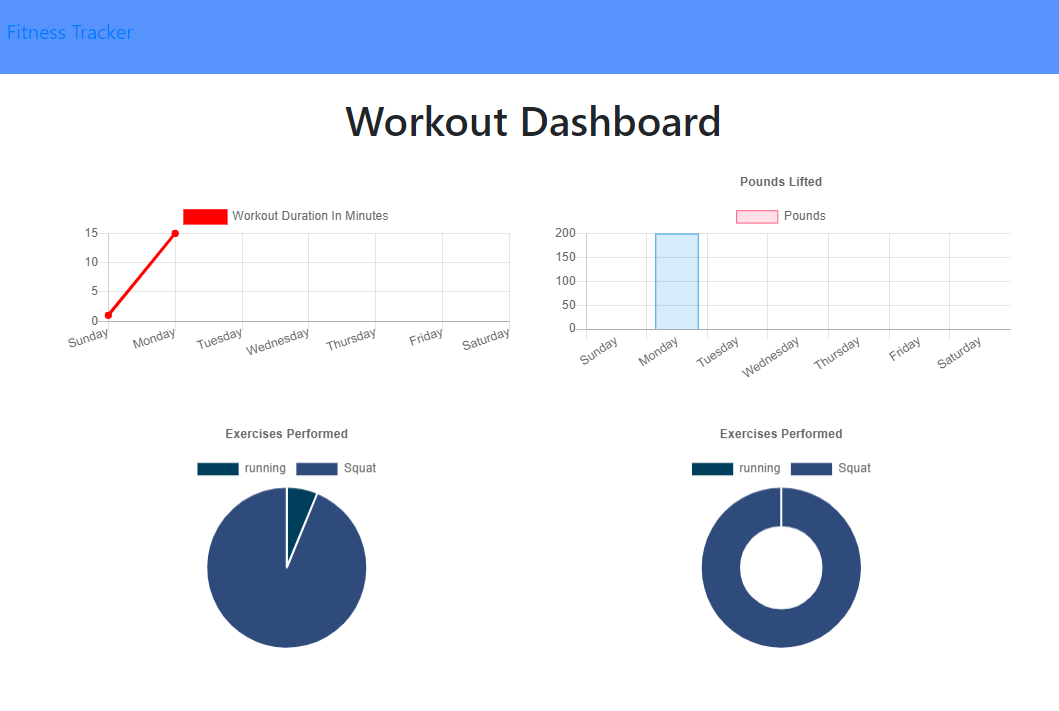 Fitness Tracker
Workout Dashboard
Workout Duration In Minutes
15
10
5
0
Sunday Monday Tuesday Wednesday Thursday Friday Saturday
Pounds Lifted
Pounds
200
150
100
50
0
Sunday Monday Tuesday Wednesday Thursday Friday Saturday
Exercises Performed
running Squat
Exercises Performed
running Squat